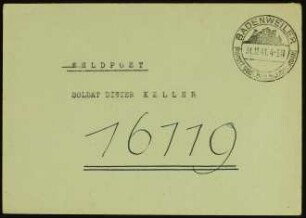 BADENWEILER
FELDPOST
SOLDAT DIETER KELLER
16119